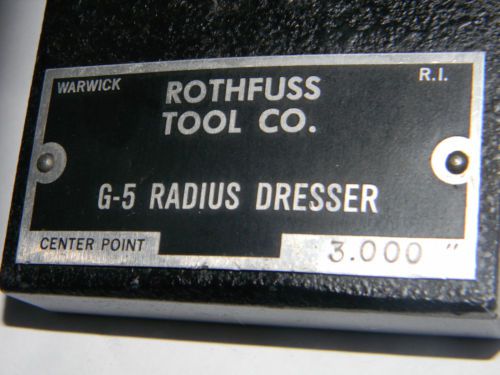 WARWICK R.I.
ROTHFUSS
TOOL CO.
G-5 RADIUS DRESSER
CENTER POINT 3.000 "